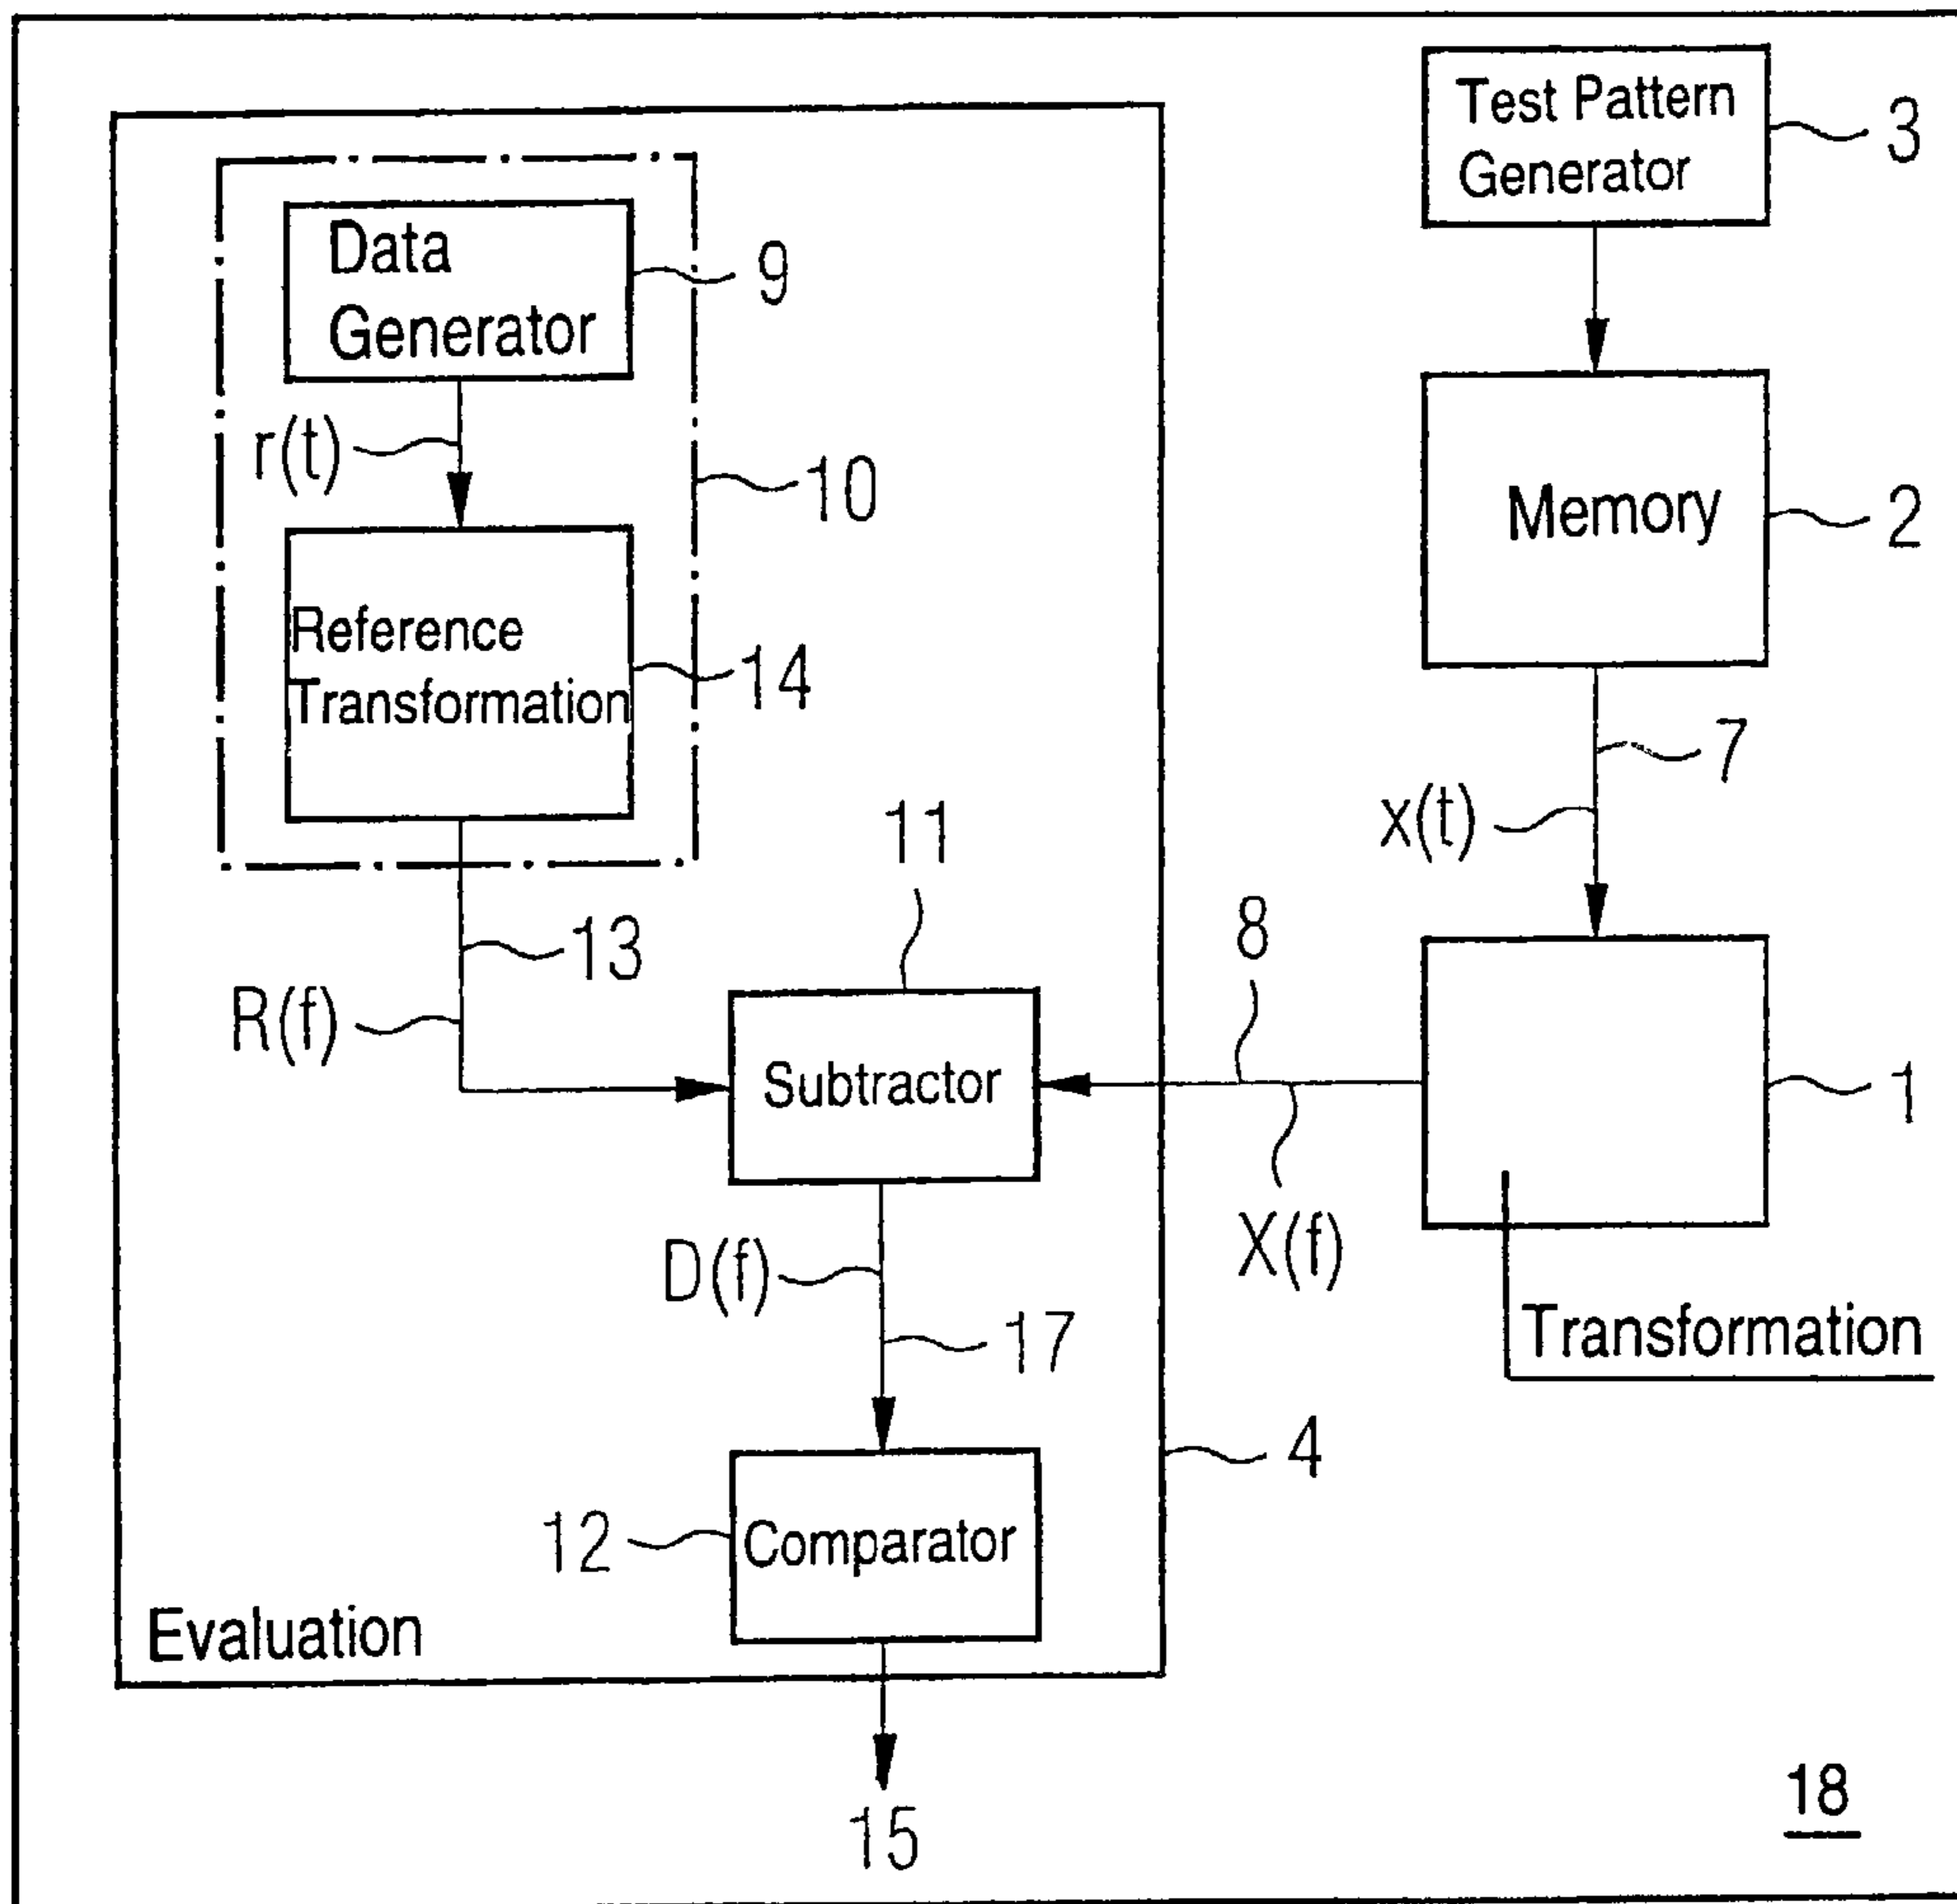 Test Pattern
Generator
3
Data
Generator
9
r(t)
10
Memory
2
Reference
Transformation
14
7
x(t)
11
13
8
R(f)
Subtractor
1
X(f)
D(f)
17
Transformation
4
12
Comparator
Evaluation
15
18